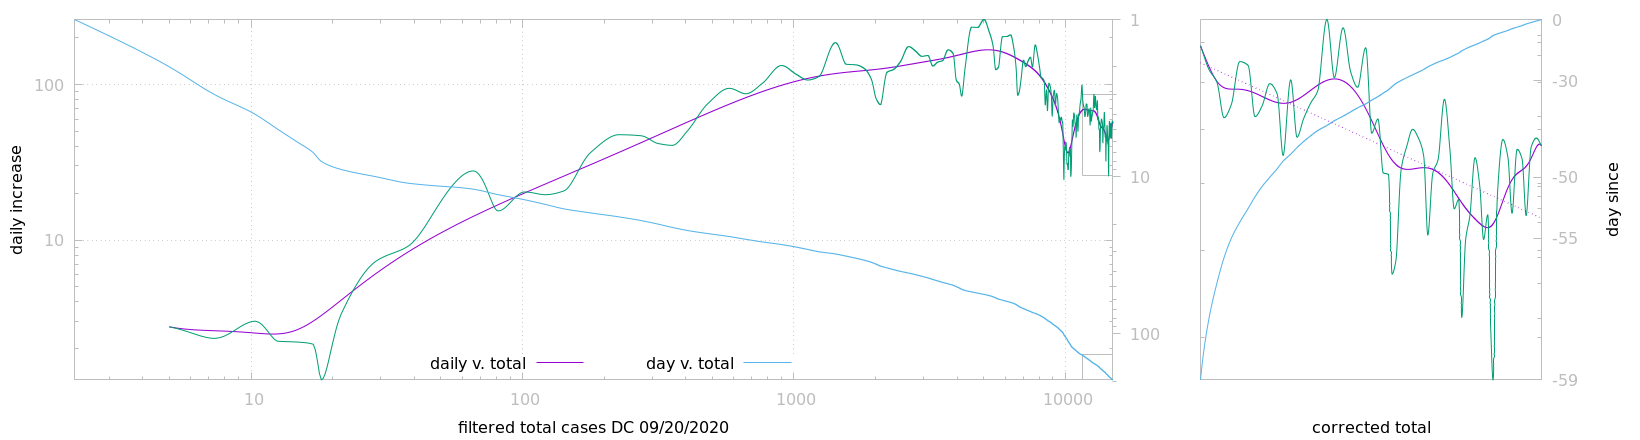 daily increase
100
10
1
10
100
daily v. total
day v. total
10
100
1000
10000
filtered total cases DC 09/20/2020
0
-30
-50
-55
-59
day since
corrected total